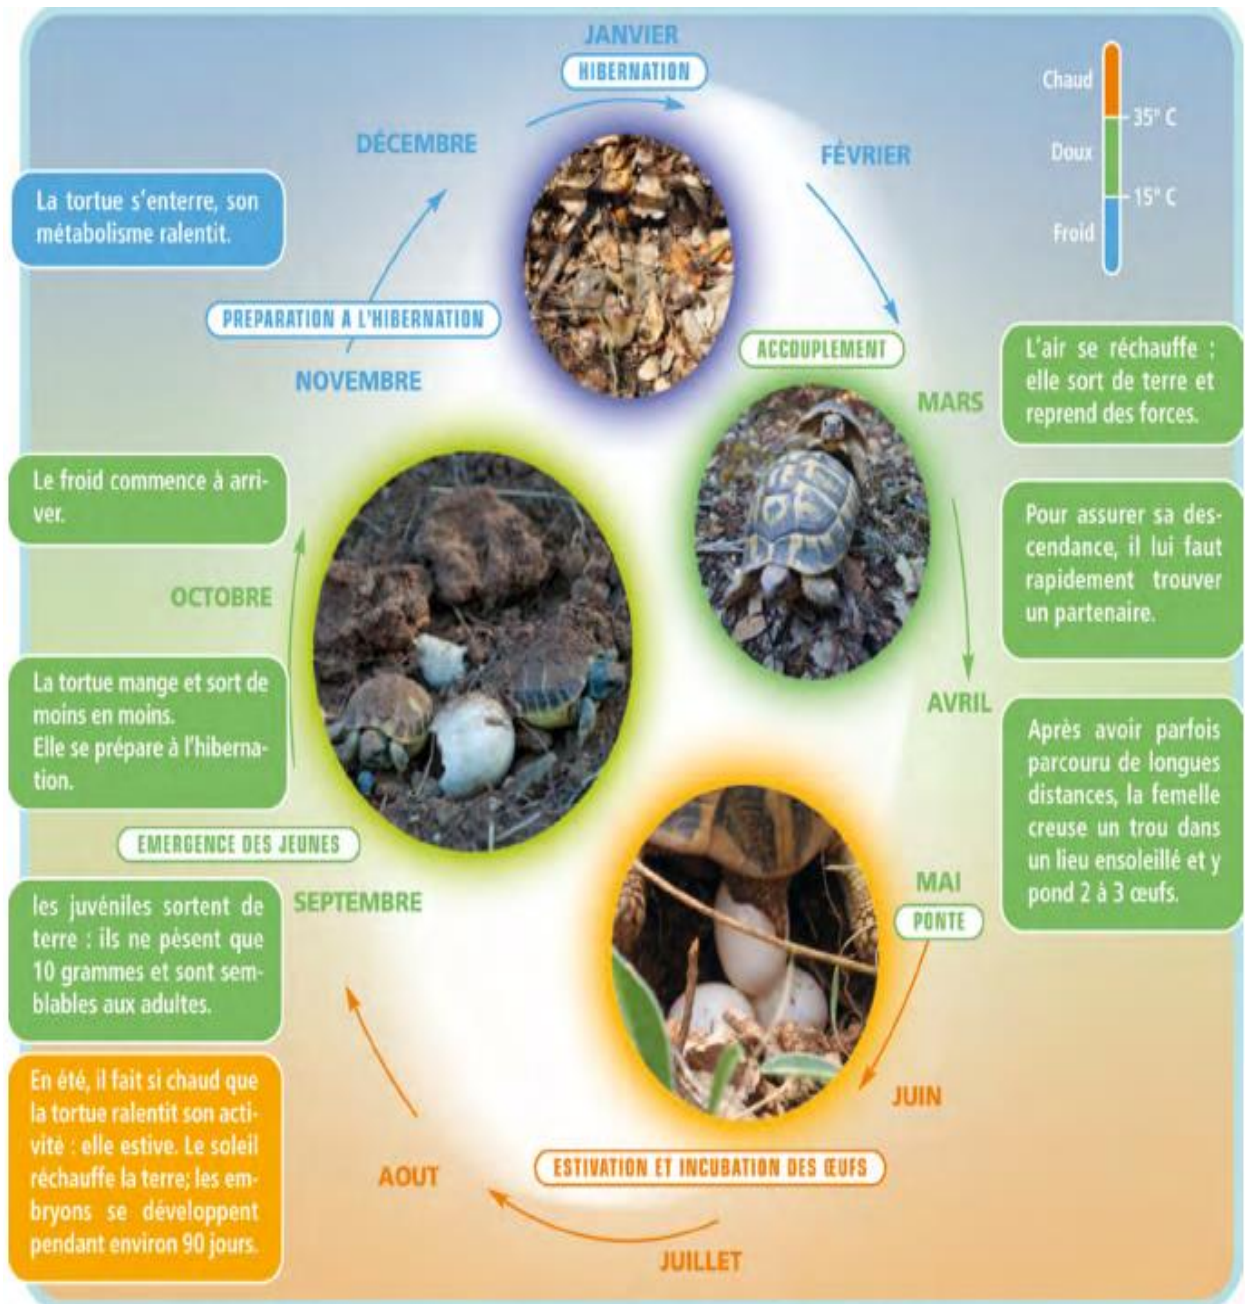 JANVIER
HIBERNATION
Chaud
35° C
Doux
15° C
Froid
DÉCEMBRE
FÉVRIER
La tortue s'enterre, son
métabolisme ralentit.
PREPARATION A L'HIBERNATION
NOVEMBRE
ACCOUPLEMENT
MARS
L'air se réchauffe :
elle sort de terre et
reprend des forces.
Le froid commence à arri-
ver.
Pour assurer sa des-
cendance, il lui faut
rapidement trouver
un partenaire.
OCTOBRE
La tortue mange et sort de
moins en moins.
Elle se prépare à l'hiberna-
tion.
AVRIL
Après avoir parfois
parcouru de longues
distances, la femelle
creuse un trou dans
un lieu ensoleillé et y
pond 2 à 3 œufs.
EMERGENCE DES JEUNES
SEPTEMBRE
MAI
PONTE
les juvéniles sortent de
terre : ils ne pèsent que
10 grammes et sont sem-
blables aux adultes.
En été, il fait si chaud que
la tortue ralentit son acti-
vité : elle estive. Le soleil
réchauffe la terre; les em-
bryons se développent
pendant environ 90 jours.
JUIN
ESTIVATION ET INCUBATION DES ŒUFS
AOUT
JUILLET